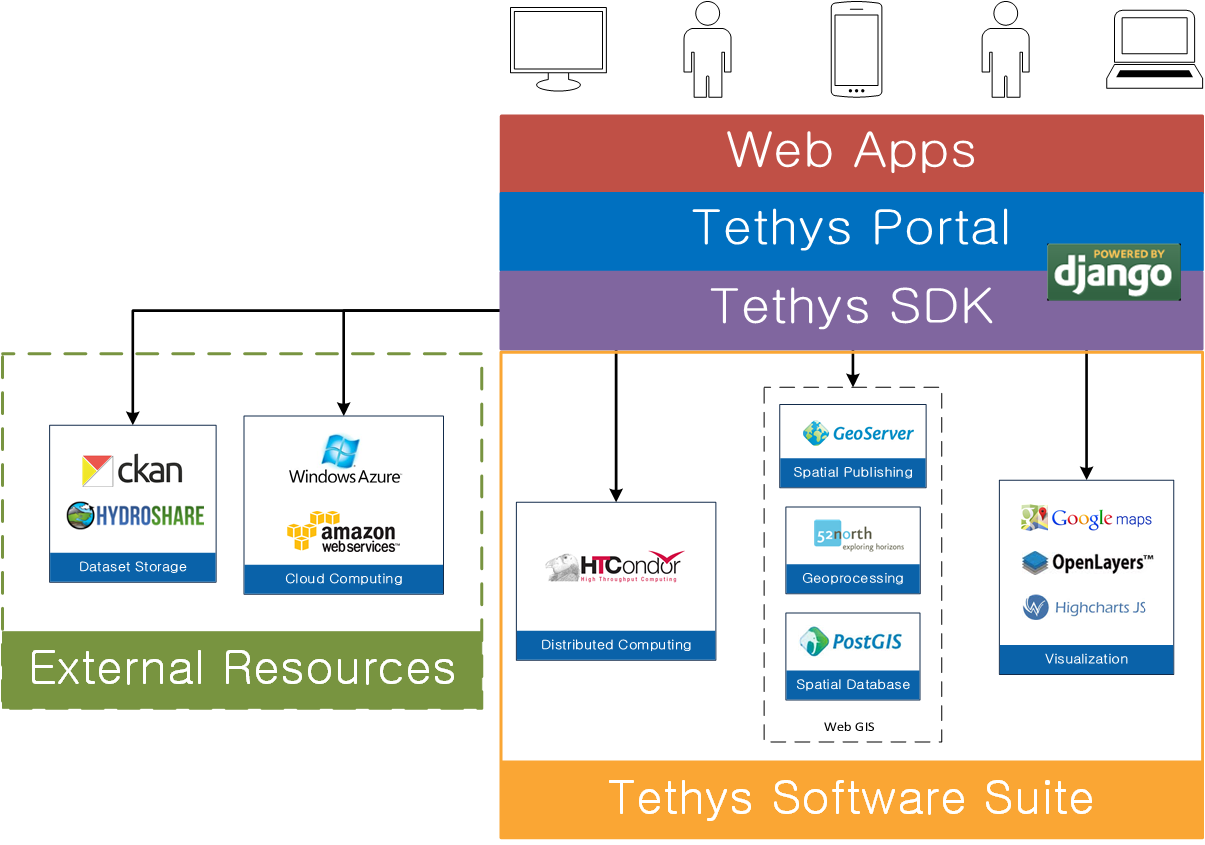 Web Apps
Tethys Portal
POWERED BY
django
Tethys SDK
ckan
HYDROSHARE
Dataset Storage
Windows Azure
amazon
web services™
Cloud Computing
External Resources
HTCondor
High Throughput Computing
Distributed Computing
GeoServer
Spatial Publishing
52north
exploring horizons
Geoprocessing
PostGIS
Spatial Database
Web GIS
Google maps
OpenLayers™
Highcharts JS
Visualization
Tethys Software Suite